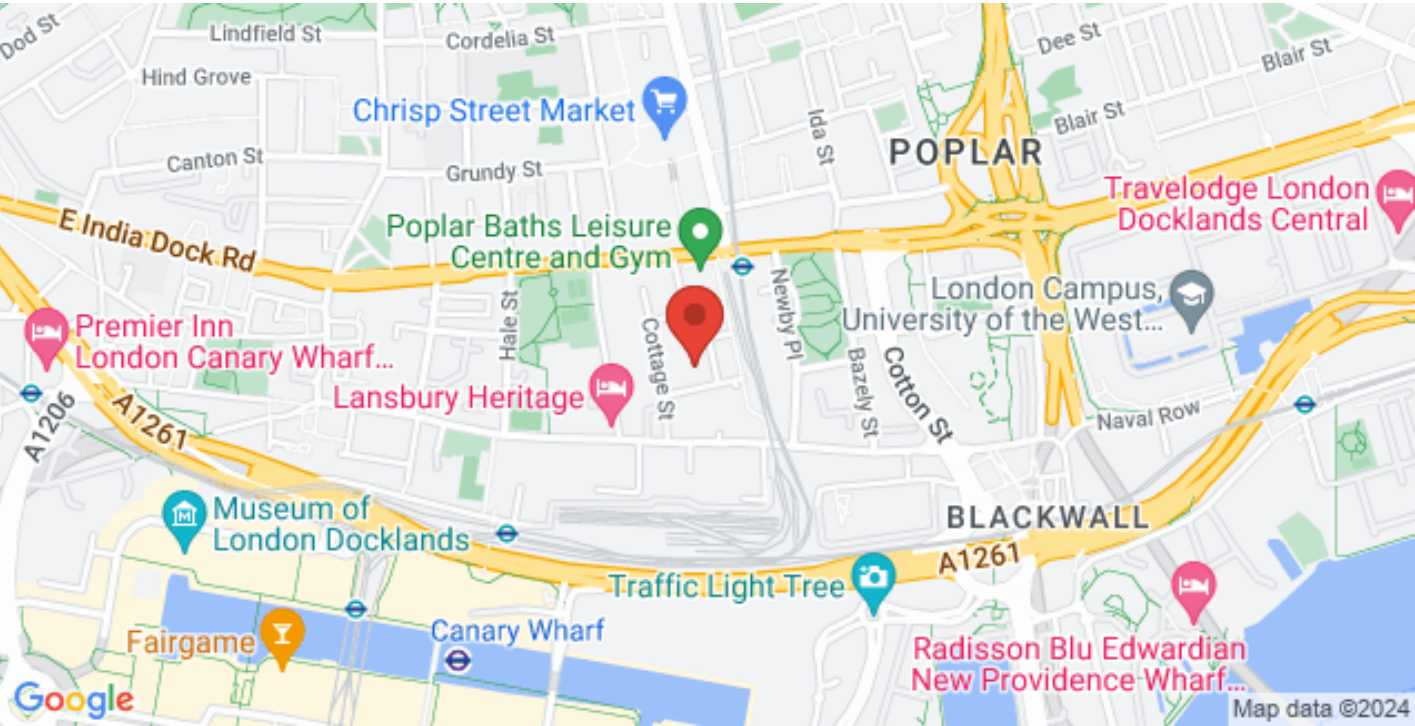 Dod St
Lindfield St
Cordelia St
Dee St
Blair St
Hind Grove
Chrisp Street Market
Ida St
Blair St
POPLAR
Canton St
Grundy St
Travelodge London
Docklands Central
E India Dock Rd
Poplar Baths Leisure
Centre and Gym
Newby Pl
London Campus,
University of the West...
Hale St
Cottage St
Premier Inn
London Canary Wharf...
Bazely St
Cotton St
Lansbury Heritage
A1206
A1261
Naval Row
Museum of
London Docklands
BLACKWALL
A1261
Traffic Light Tree
Fairgame
Canary Wharf
Radisson Blu Edwardian
New Providence Wharf...
Google
Map data ©2024